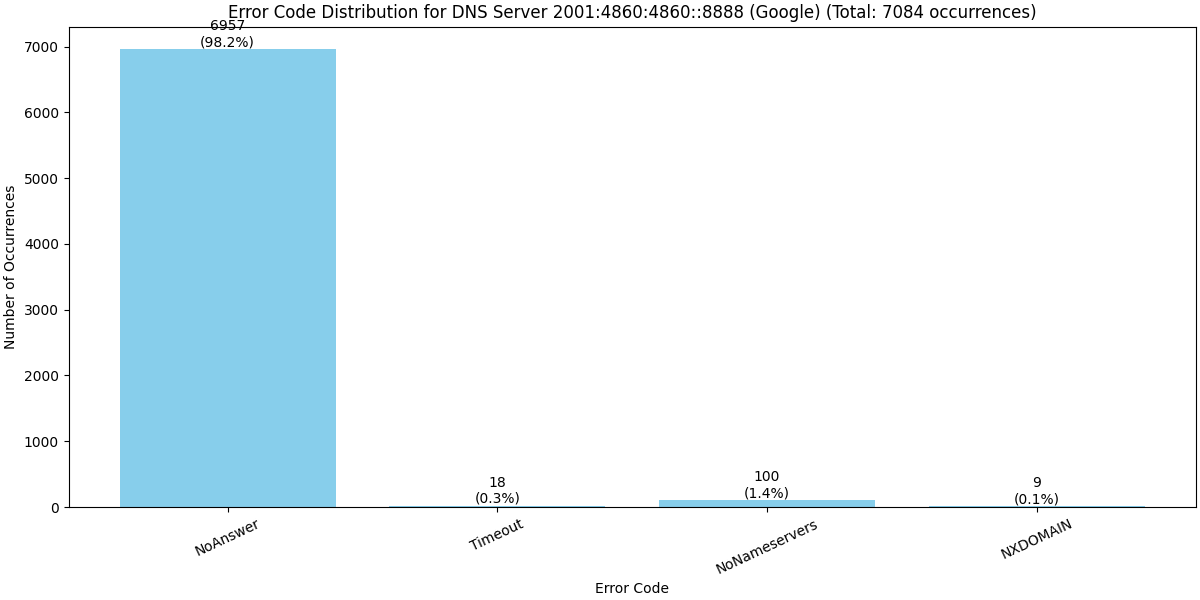 Error Code Distribution for DNS Server 2001:4860:4860::8888 (Google) (Total: 7084 occurrences)
6957
(98.2%)
7000
6000
5000
4000
3000
2000
1000
0
Number of Occurrences
18
(0.3%)
100
(1.4%)
9
(0.1%)
NoAnswer
Timeout
NoNameservers
NXDOMAIN
Error Code